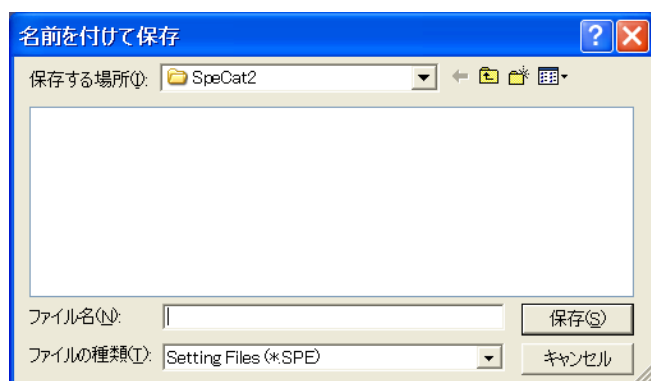 名前を付けて保存
保存する場所(I): SpeCat2
ファイル名(N): 保存(S)
ファイルの種類(T): Setting Files (*.SPE) キャンセル